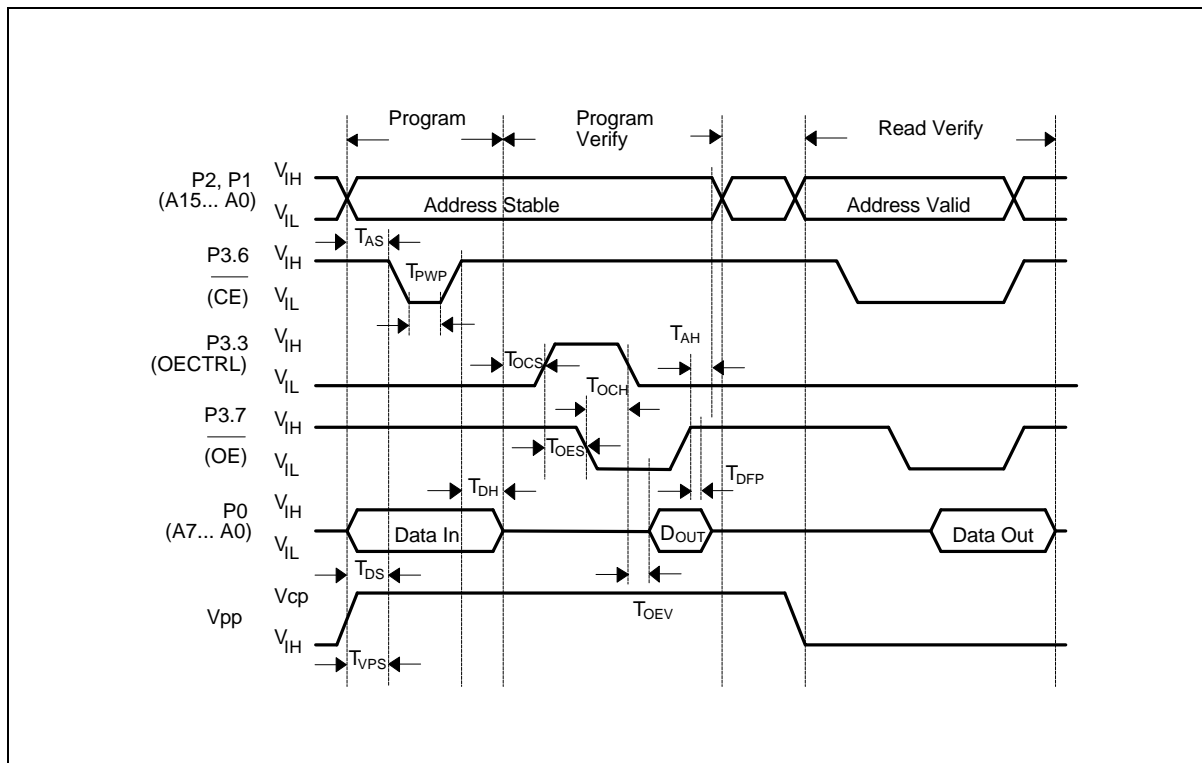 Program
Program
Verify
Read Verify
P2, P1
(A15... A0)
VIH
VIL
Address Stable
Address Valid
TAS
P3.6
(CE)
VIH
VIL
TPWP
P3.3
(OECTRL)
VIH
VIL
TOCS
TAH
TOCH
P3.7
(OE)
VIH
VIL
TOES
TDFP
TDH
P0
(A7... A0)
VIH
VIL
Data In
DOUT
Data Out
TDS
TOEV
Vpp
Vcp
VIH
TVPS